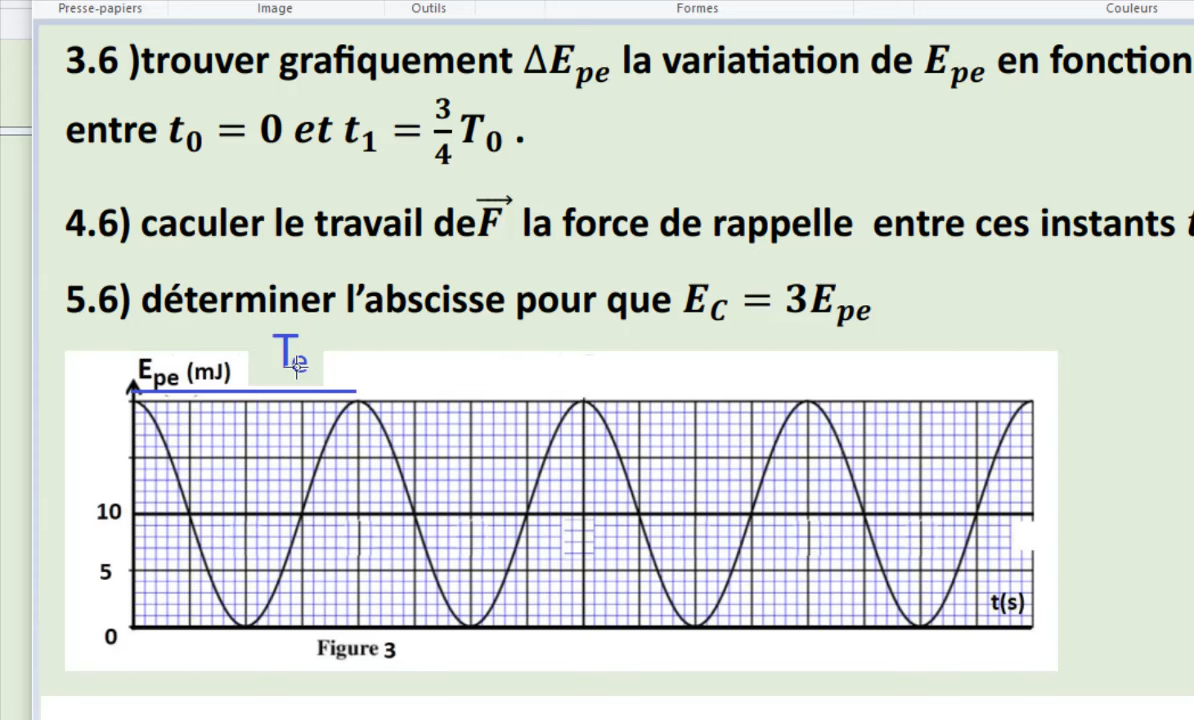 Presse-papiers Image Outils Formes Couleurs
3.6 )trouver grafiquement ΔE_pe la variatiation de E_pe en fonction
entre t_0 = 0 et t_1 = 3/4 T_0 .
4.6) caculer le travail deF⃗ la force de rappelle entre ces instants t
5.6) déterminer l'abscisse pour que E_C = 3E_pe
T_e
E_pe (mJ)
10
5
t(s)
0
Figure 3